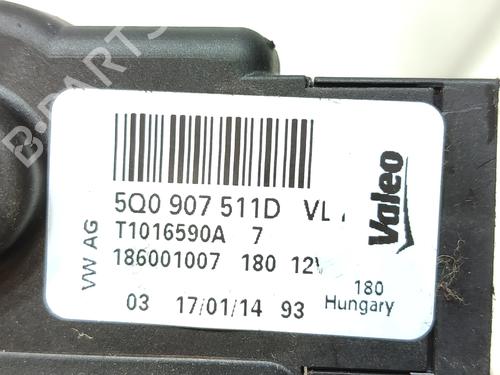 B-PARTS
5Q0 907 511D VL
T1016590A 7
186001007 180 12V
03 17/01/14 93
VW AG
Valeo
180
Hungary